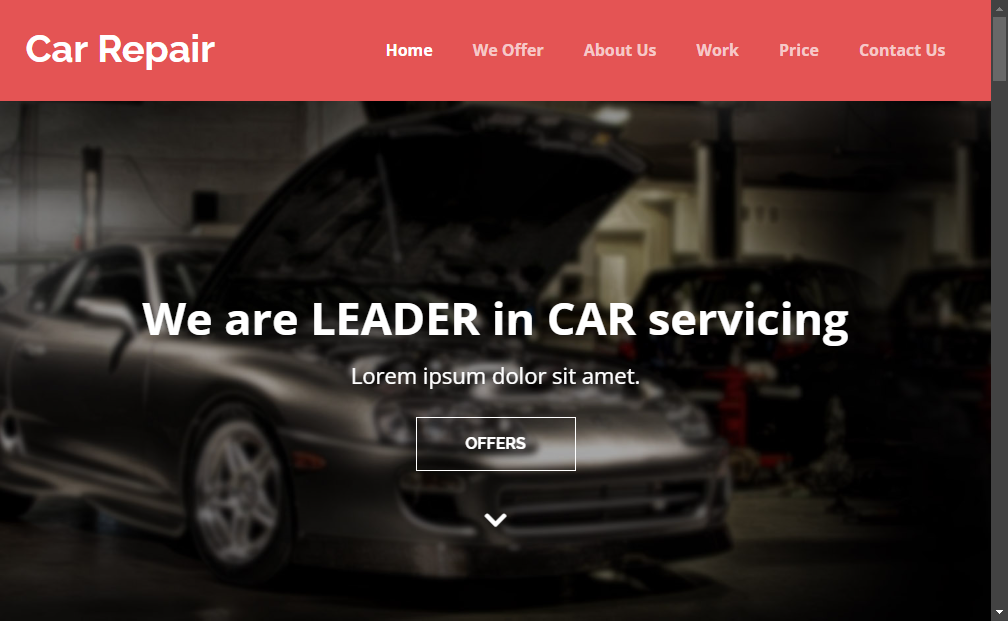 Car Repair
Home We Offer About Us Work Price Contact Us
We are LEADER in CAR servicing
Lorem ipsum dolor sit amet.
OFFERS